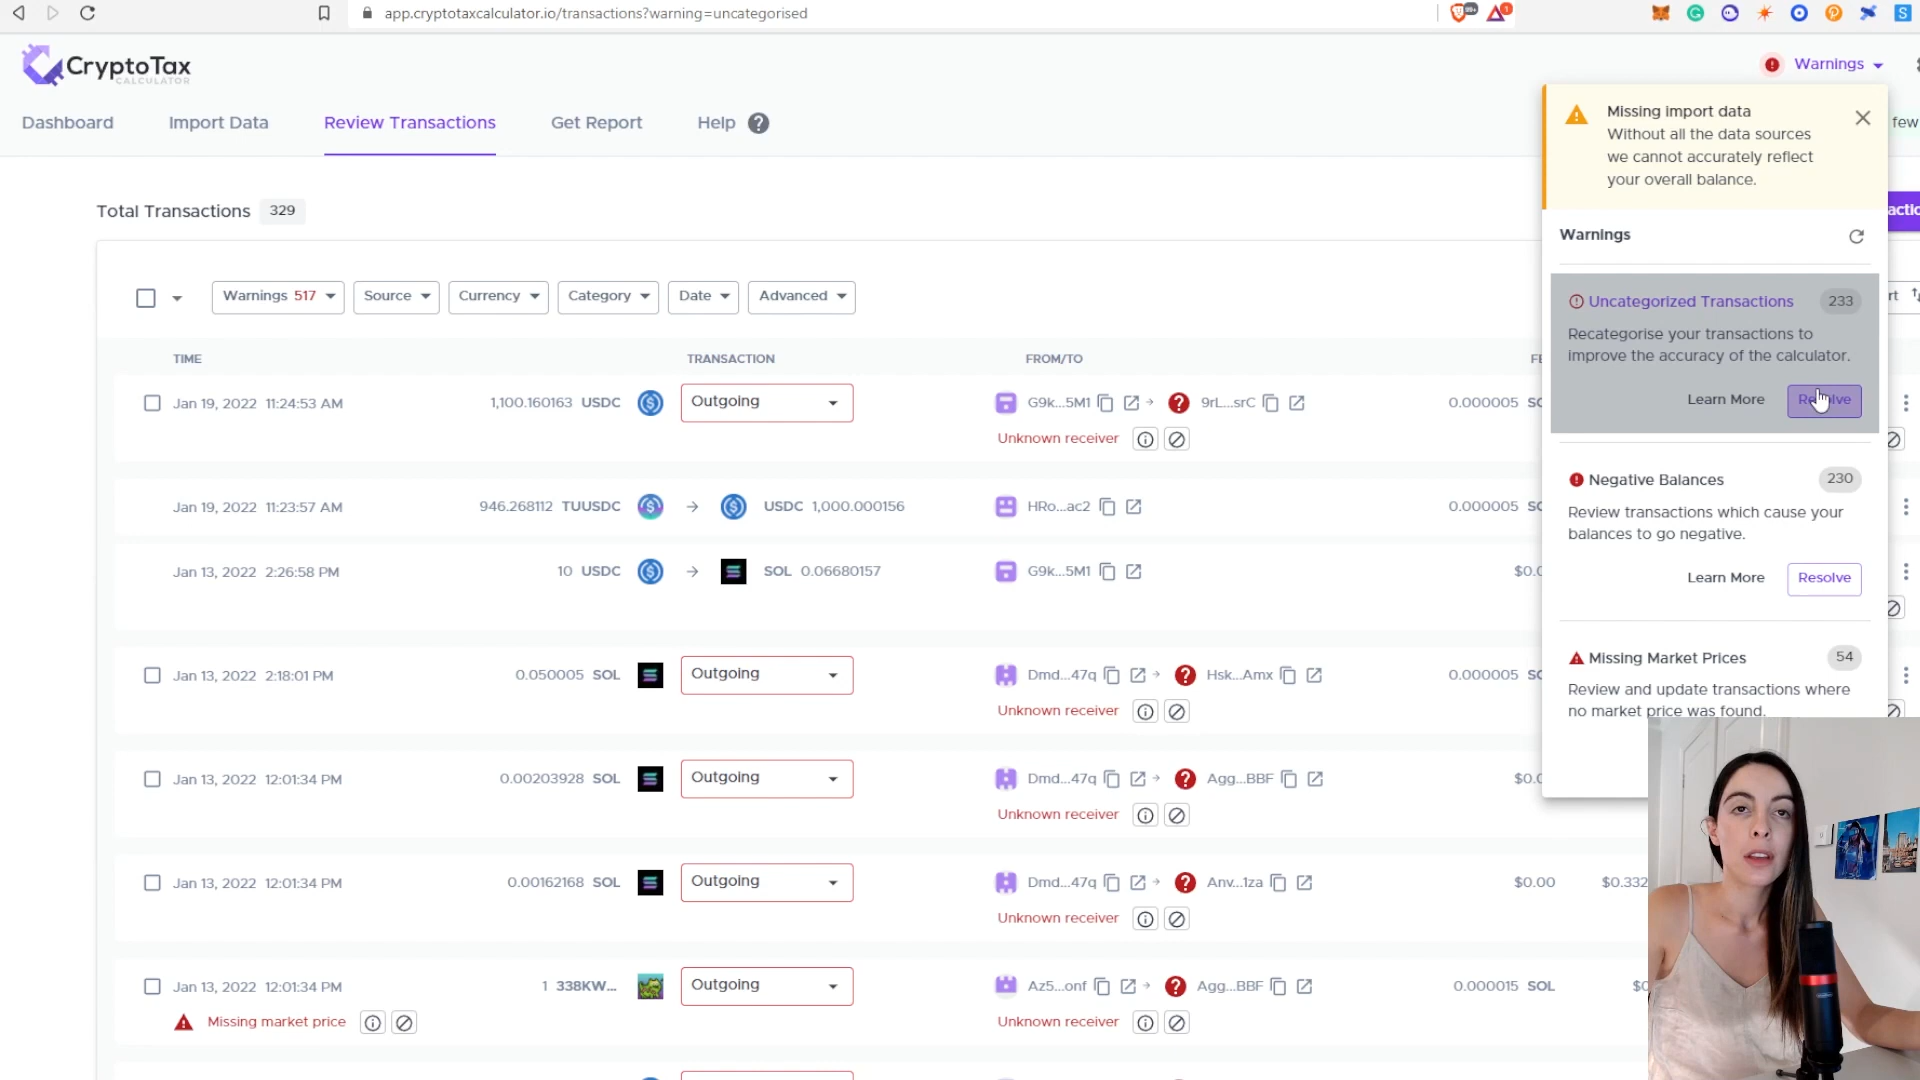 app.cryptotaxcalculator.io/transactions?warning=uncategorised
99+
1
S
CryptoTax
CALCULATOR
Warnings
Dashboard
Import Data
Review Transactions
Get Report
Help
few
Missing import data
Without all the data sources
we cannot accurately reflect
your overall balance.
Total Transactions 329
Warnings
Warnings 517
Source
Currency
Category
Date
Advanced
TIME
TRANSACTION
FROM/TO
Uncategorized Transactions 233
Recategorise your transactions to
improve the accuracy of the calculator.
Learn More
Resolve
Jan 19, 2022 11:24:53 AM
1,100.160163 USDC
Outgoing
G9k...5M1
9rL...srC
0.000005
Unknown receiver
Jan 19, 2022 11:23:57 AM
946.268112 TUUSDC
USDC 1,000.000156
HRo...ac2
0.000005
Negative Balances 230
Review transactions which cause your
balances to go negative.
Learn More
Resolve
Jan 13, 2022 2:26:58 PM
10 USDC
SOL 0.06680157
G9k...5M1
Missing Market Prices 54
Review and update transactions where
no market price was found.
Jan 13, 2022 2:18:01 PM
0.050005 SOL
Outgoing
Dmd...47q
Hsk...Amx
0.000005
Unknown receiver
Jan 13, 2022 12:01:34 PM
0.00203928 SOL
Outgoing
Dmd...47q
Agg...BBF
Unknown receiver
Jan 13, 2022 12:01:34 PM
0.00162168 SOL
Outgoing
Dmd...47q
Anv...1za
$0.00
$0.332
Unknown receiver
Jan 13, 2022 12:01:34 PM
1 338KW...
Outgoing
Az5...onf
Agg...BBF
0.000015 SOL
Missing market price
Unknown receiver